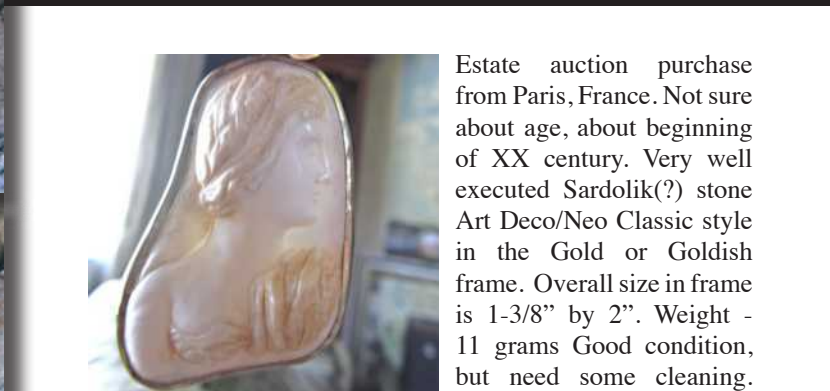 Estate auction purchase
from Paris, France. Not sure
about age, about beginning
of XX century. Very well
executed Sardolik(?) stone
Art Deco/Neo Classic style
in the Gold or Goldish
frame. Overall size in frame
is 1-3/8” by 2”. Weight -
11 grams Good condition,
but need some cleaning.